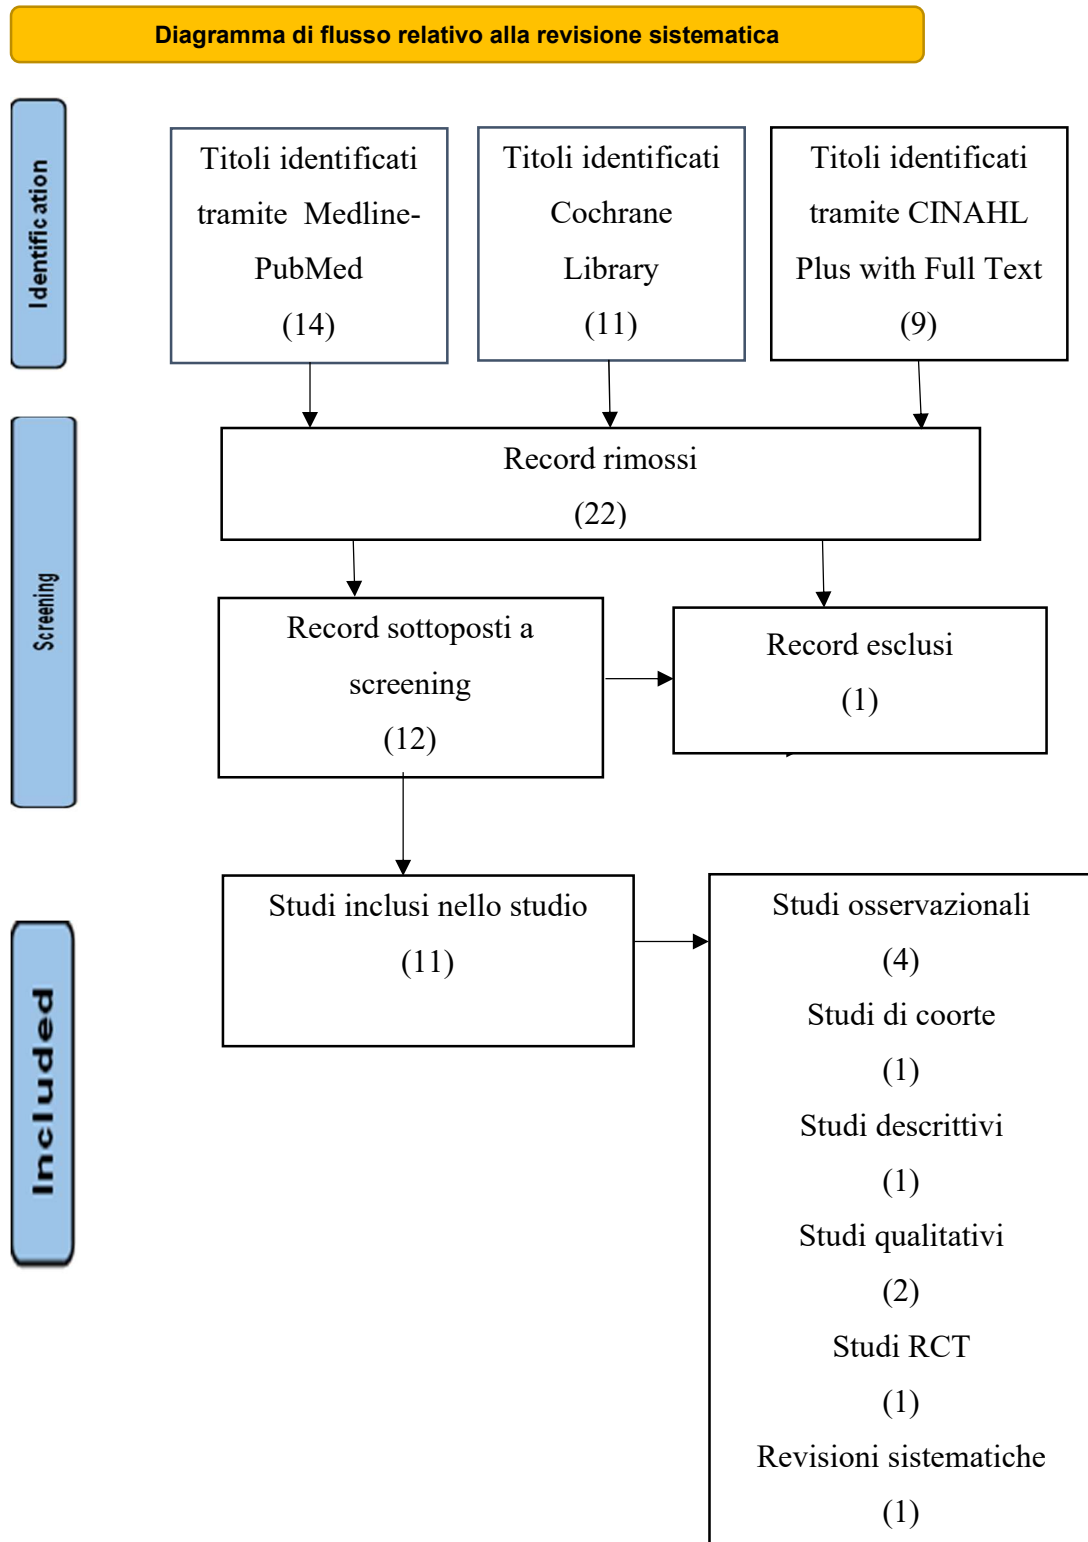 Diagramma di flusso relativo alla revisione sistematica
Identification
Titoli identificati
tramite Medline-
PubMed
(14)
Titoli identificati
Cochrane
Library
(11)
Titoli identificati
tramite CINAHL
Plus with Full Text
(9)
Screening
Record rimossi
(22)
Record sottoposti a
screening
(12)
Record esclusi
(1)
Included
Studi inclusi nello studio
(11)
Studi osservazionali
(4)
Studi di coorte
(1)
Studi descrittivi
(1)
Studi qualitativi
(2)
Studi RCT
(1)
Revisioni sistematiche
(1)